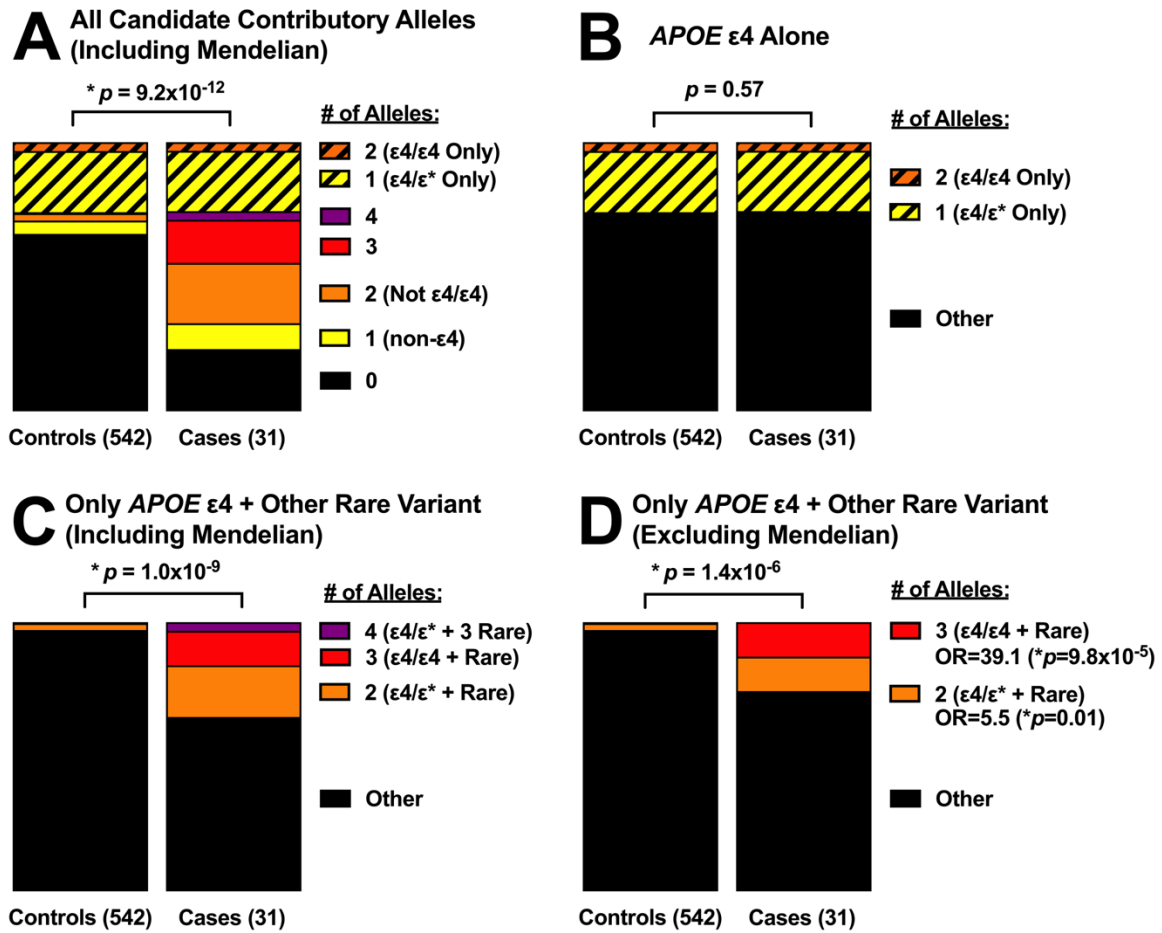 A All Candidate Contributory Alleles
(Including Mendelian)
* p = 9.2x10-12
# of Alleles:
2 (ε4/ε4 Only)
1 (ε4/ε* Only)
4
3
2 (Not ε4/ε4)
1 (non-ε4)
0
Controls (542) Cases (31)
B APOE ε4 Alone
p = 0.57
# of Alleles:
2 (ε4/ε4 Only)
1 (ε4/ε* Only)
Other
Controls (542) Cases (31)
C Only APOE ε4 + Other Rare Variant
(Including Mendelian)
* p = 1.0x10-9
# of Alleles:
4 (ε4/ε* + 3 Rare)
3 (ε4/ε4 + Rare)
2 (ε4/ε* + Rare)
Other
Controls (542) Cases (31)
D Only APOE ε4 + Other Rare Variant
(Excluding Mendelian)
* p = 1.4x10-6
# of Alleles:
3 (ε4/ε4 + Rare)
OR=39.1 (*p=9.8x10-5)
2 (ε4/ε* + Rare)
OR=5.5 (*p=0.01)
Other
Controls (542) Cases (31)